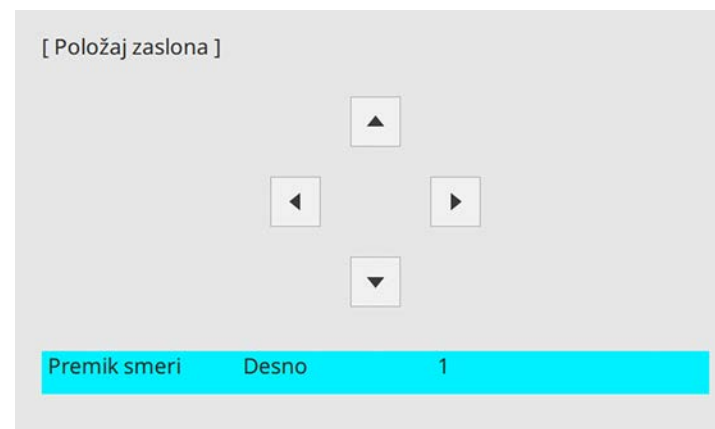 [ Položaj zaslona ]
Premik smeri Desno 1